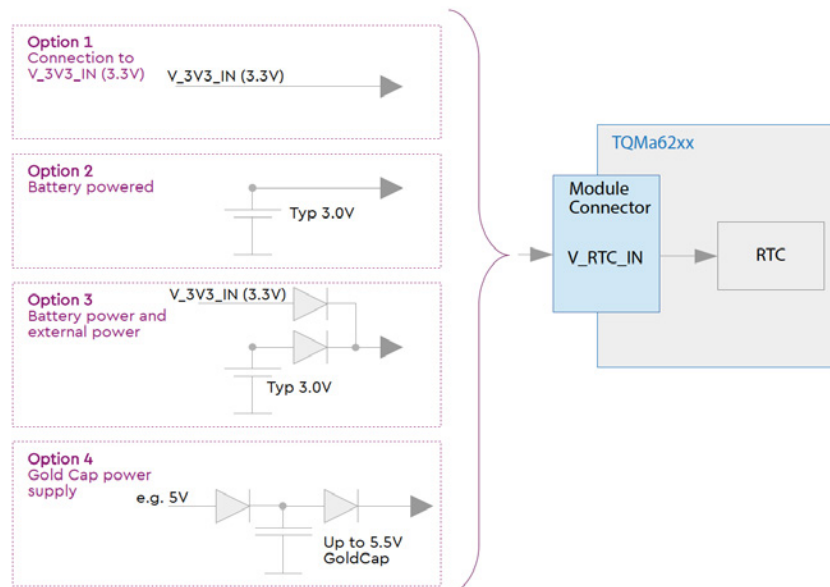 Option 1
Connection to
V_3V3_IN (3.3V)
V_3V3_IN (3.3V)
Option 2
Battery powered
Typ 3.0V
Option 3
Battery power and
external power
V_3V3_IN (3.3V)
Typ 3.0V
Option 4
Gold Cap power
supply
e.g. 5V
Up to 5.5V
GoldCap
TQMa62xx
Module
Connector
V_RTC_IN
RTC